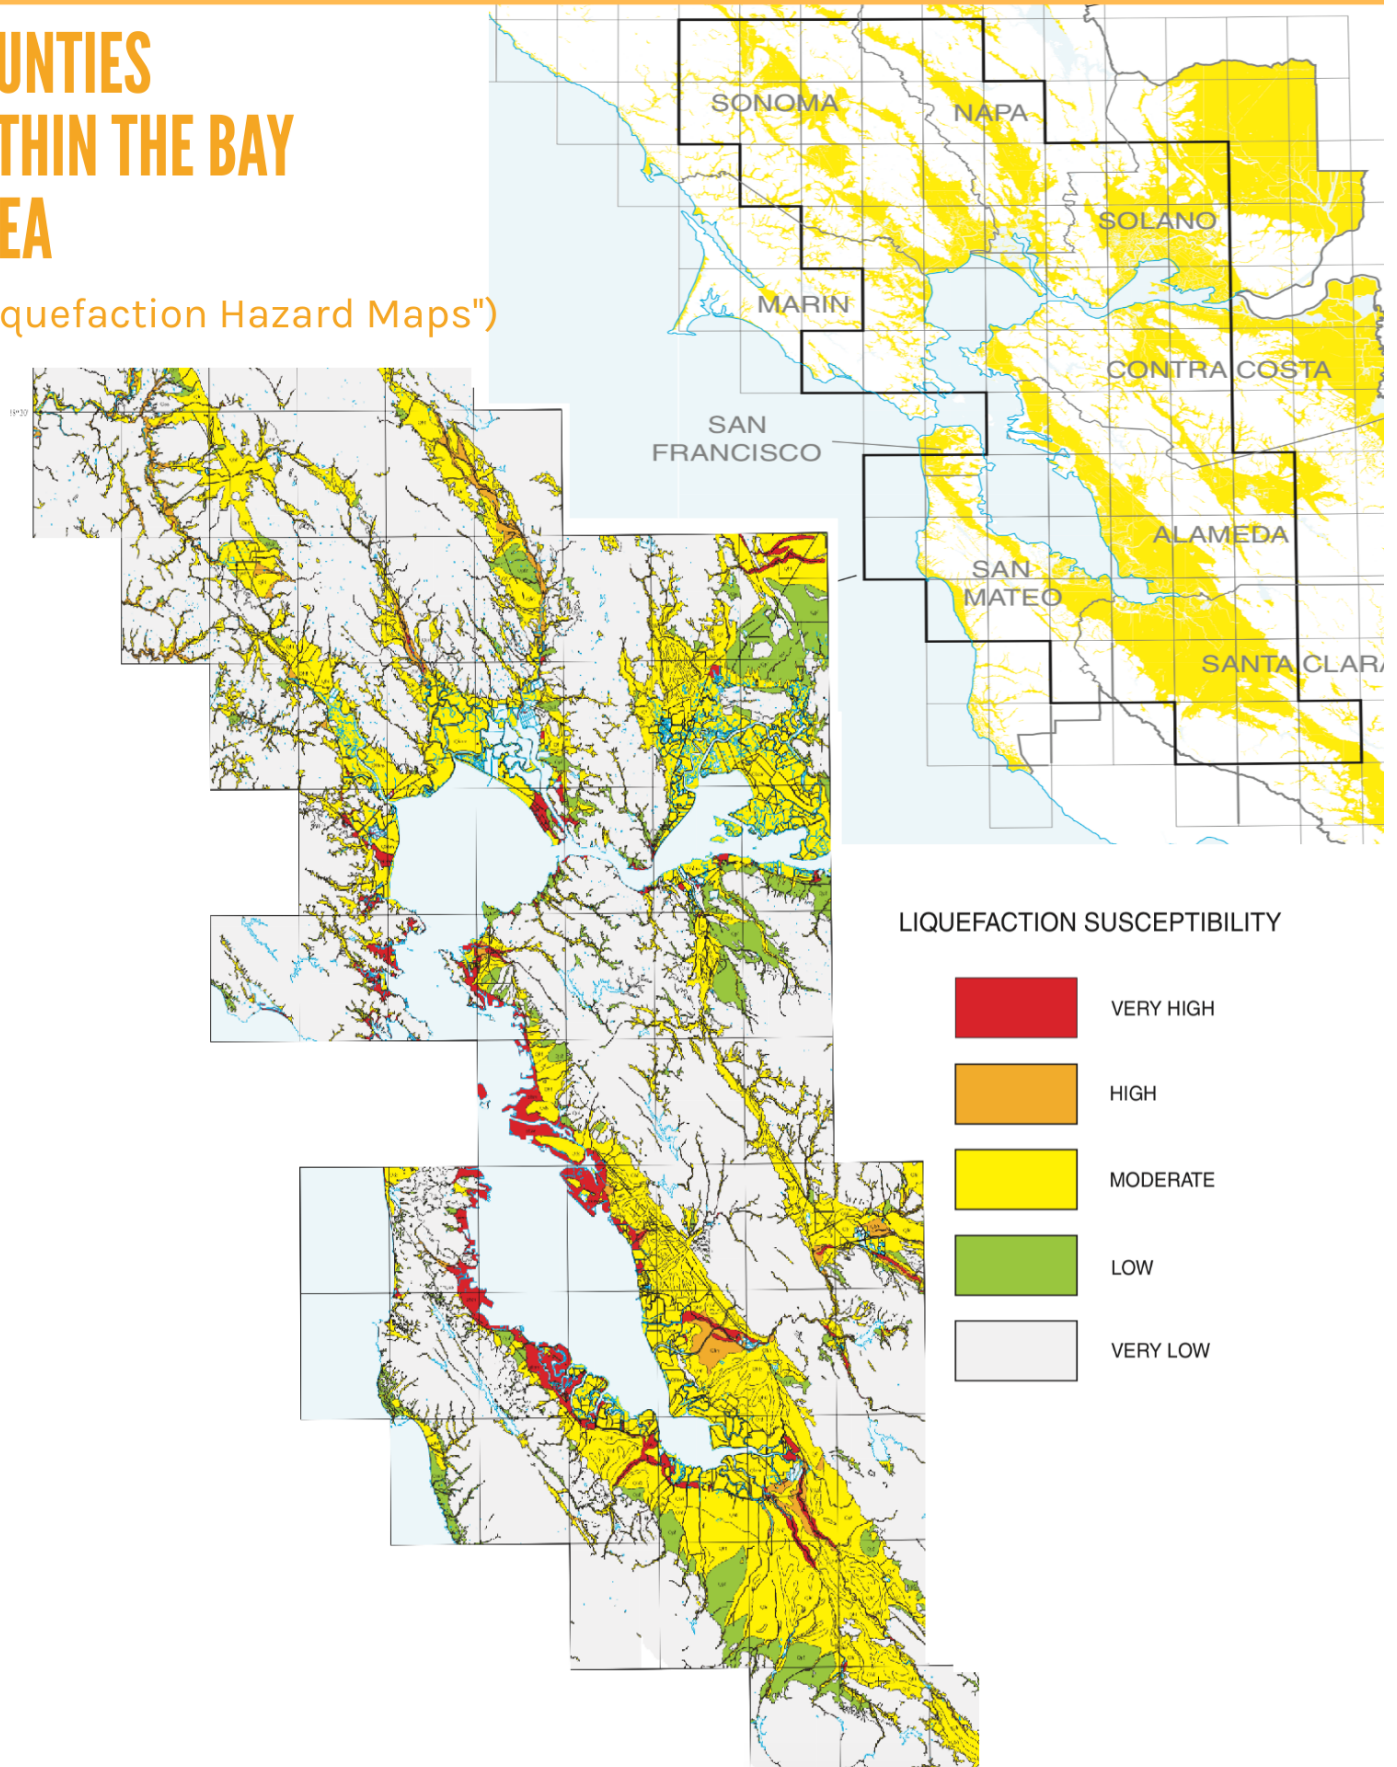 UNTIES
THIN THE BAY
EA
quefaction Hazard Maps")
SONOMA
NAPA
SOLANO
MARIN
CONTRA COSTA
SAN
FRANCISCO
ALAMEDA
SAN
MATEO
SANTA CLARA
LIQUEFACTION SUSCEPTIBILITY
VERY HIGH
HIGH
MODERATE
LOW
VERY LOW